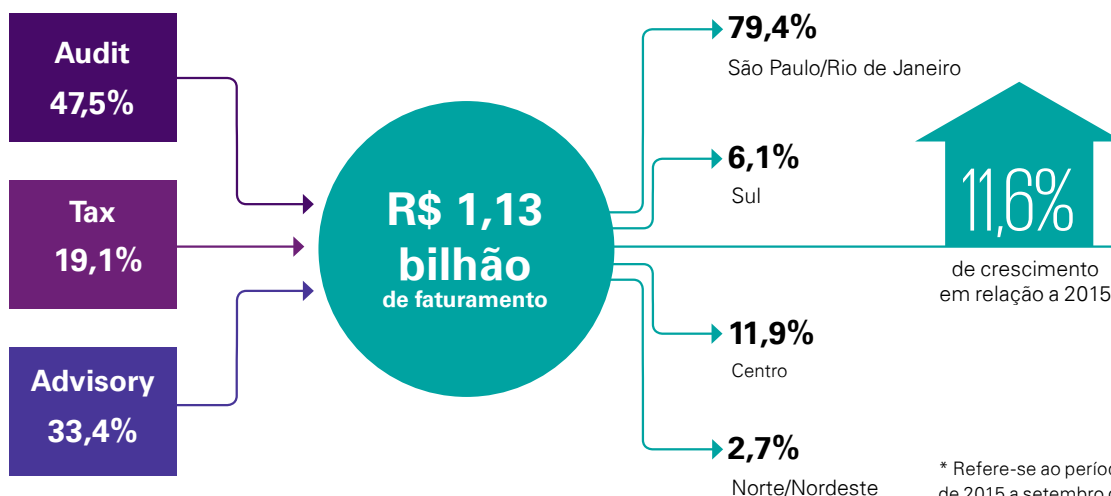 Audit
47,5%
Tax
19,1%
Advisory
33,4%
R$ 1,13
bilhão
de faturamento
79,4%
São Paulo/Rio de Janeiro
6,1%
Sul
11,9%
Centro
2,7%
Norte/Nordeste
11,6%
de crescimento
em relação a 2015
* Refere-se ao
de 2015 a setembro